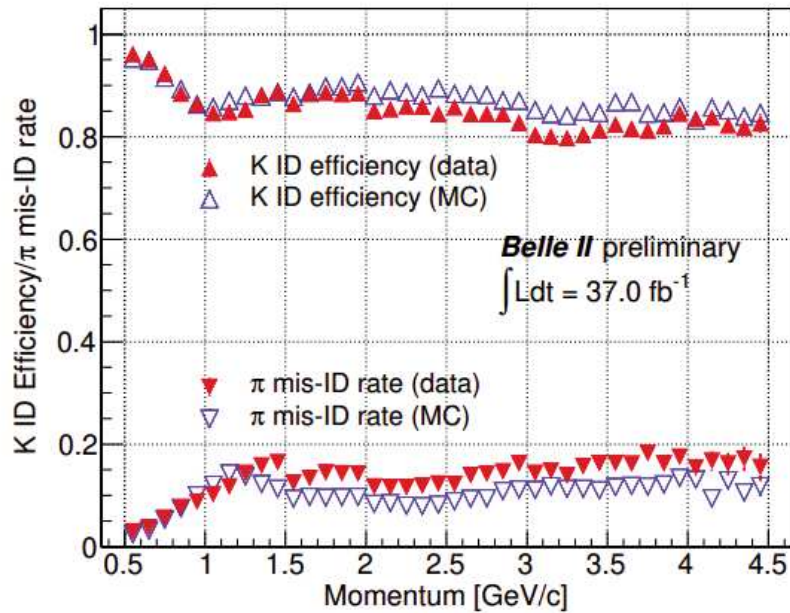 K ID Efficiency/π mis-ID rate
1
0.8
0.6
0.4
0.2
0
K ID efficiency (data)
K ID efficiency (MC)
Belle II preliminary
∫Ldt = 37.0 fb⁻¹
π mis-ID rate (data)
π mis-ID rate (MC)
0.5 1 1.5 2 2.5 3 3.5 4 4.5
Momentum [GeV/c]